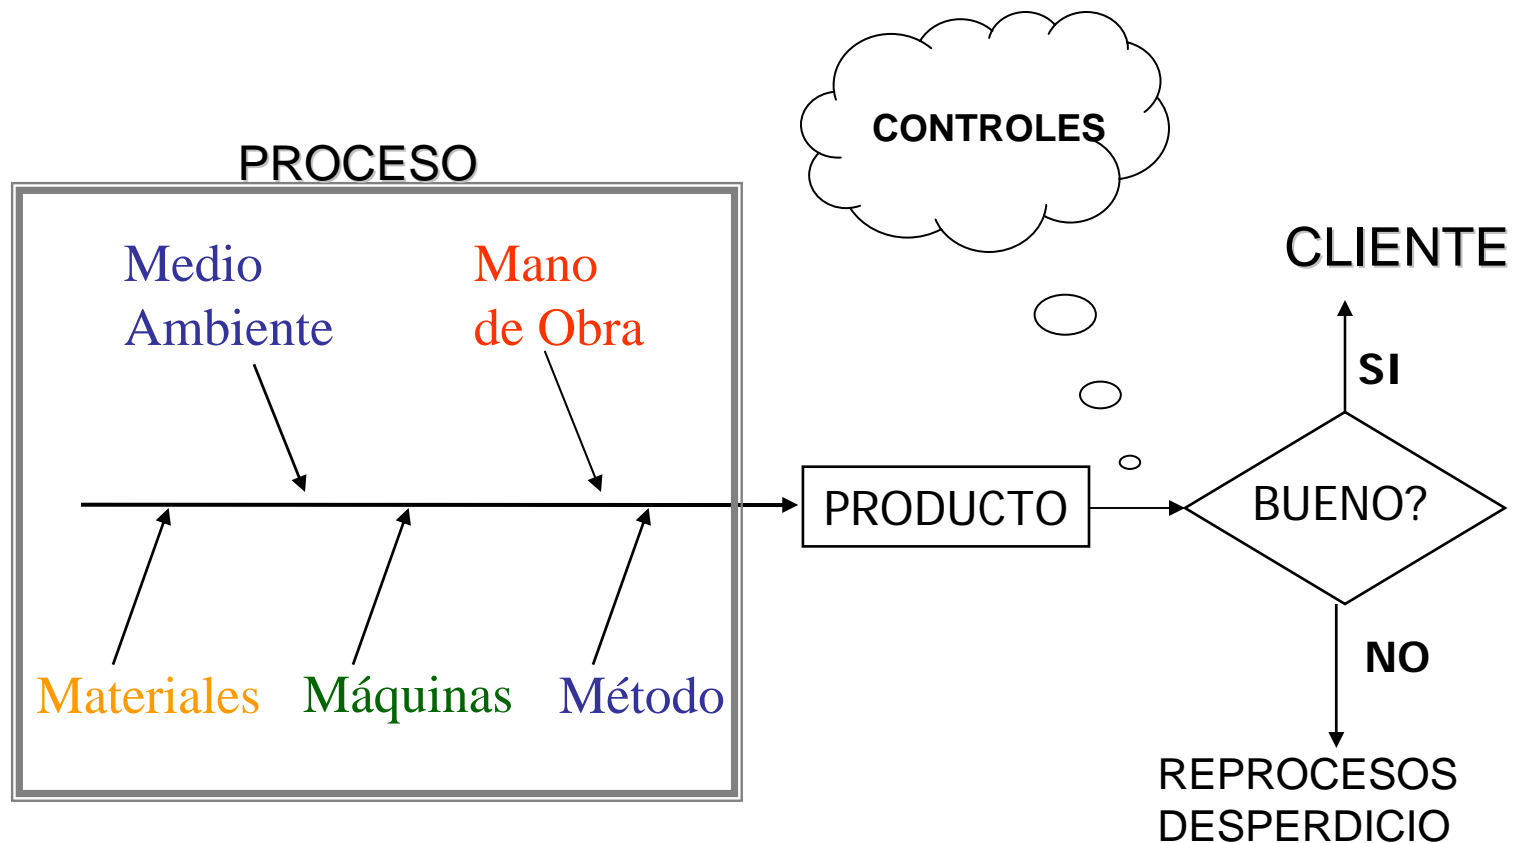 CONTROLES
PROCESO
CLIENTE
Medio
Ambiente
Mano
de Obra
SI
PRODUCTO
BUENO?
NO
Materiales
Máquinas
Método
REPROCESOS
DESPERDICIO